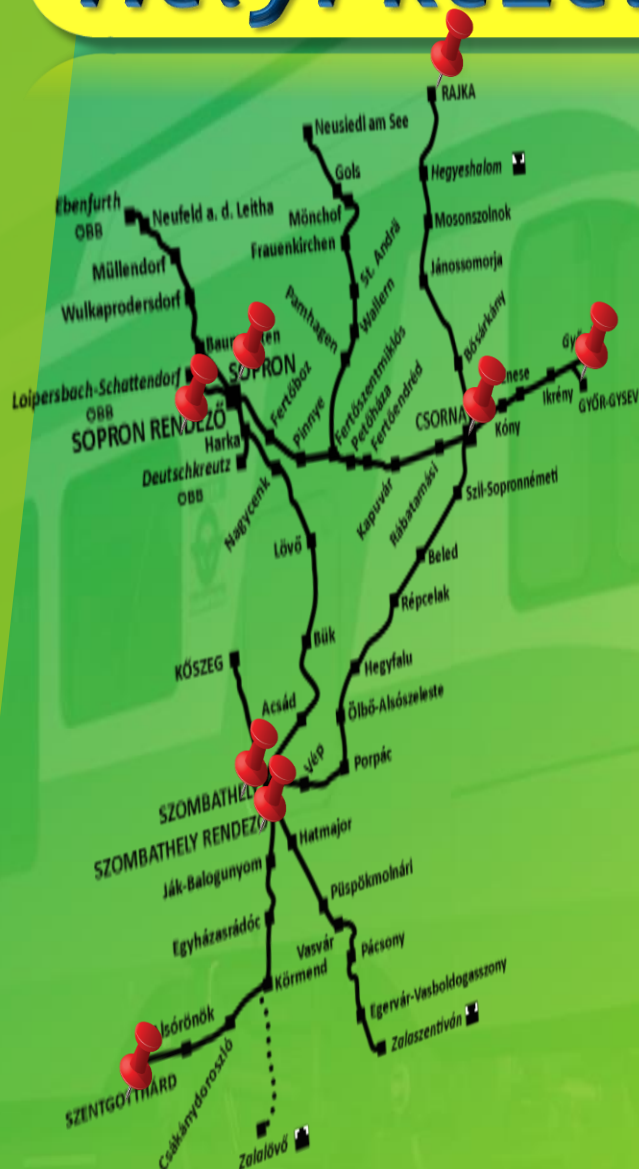 RAJKA
Neusiedl am See
Gols
Hegyeshalom
Ebenfurth
ÖBB
Neufeld a. d. Leitha
Mönchof
Mosonszolnok
Frauenkirchen
St. Andrä
Müllendorf
Jánossomorja
Wulkaprodersdorf
Pamhagen
Wallern
Bősárkány
Loipersbach-Schattendorf
ÖBB
SOPRON
SOPRON RENDEZŐ
Harka
Deutschkreutz
ÖBB
Fertőboz
Pinnye
Fertőszentmiklós
Petőháza
Fertőendréd
CSORNA
Kóny
Ikrény
GYŐR-GYSEV
Nagycenk
Kapuvár
Rábatamási
Szil-Sopronnémeti
Lövő
Beled
Répcelak
Bük
KŐSZEG
Hegyfalu
Acsád
Ölbő-Alsószeleste
Vép
Porpác
SZOMBATHELY
SZOMBATHELY RENDEZŐ
Hatmajor
Ják-Balogunyom
Püspökmolnári
Egyházasrádóc
Vasvár
Pácsony
Körmend
Egervár-Vasboldogasszony
Zalaszentiván
SZENTGOTTHÁRD
Csákánydoroszló
Zalalövő